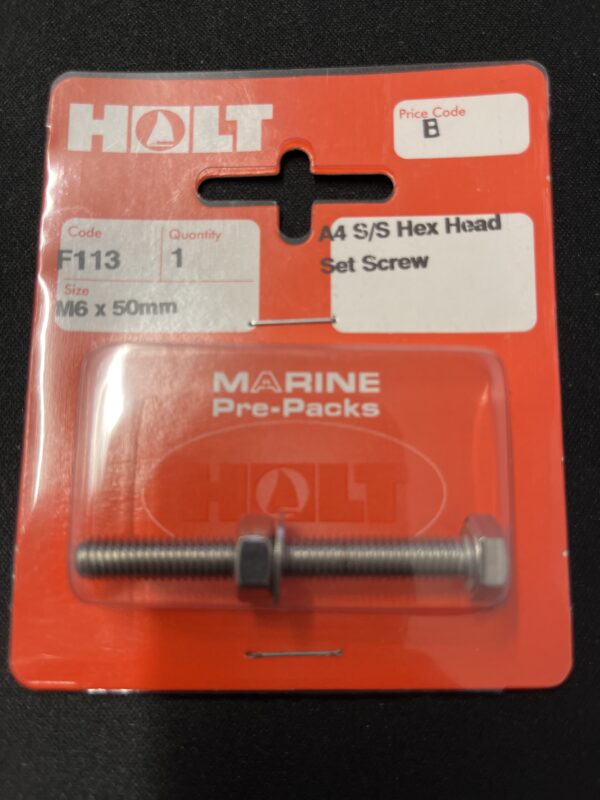 HOLT
Price Code
B
Code
F113
Quantity
1
Size
M6 x 50mm
A4 S/S Hex Head
Set Screw
MARINE
Pre-Packs
HOLT